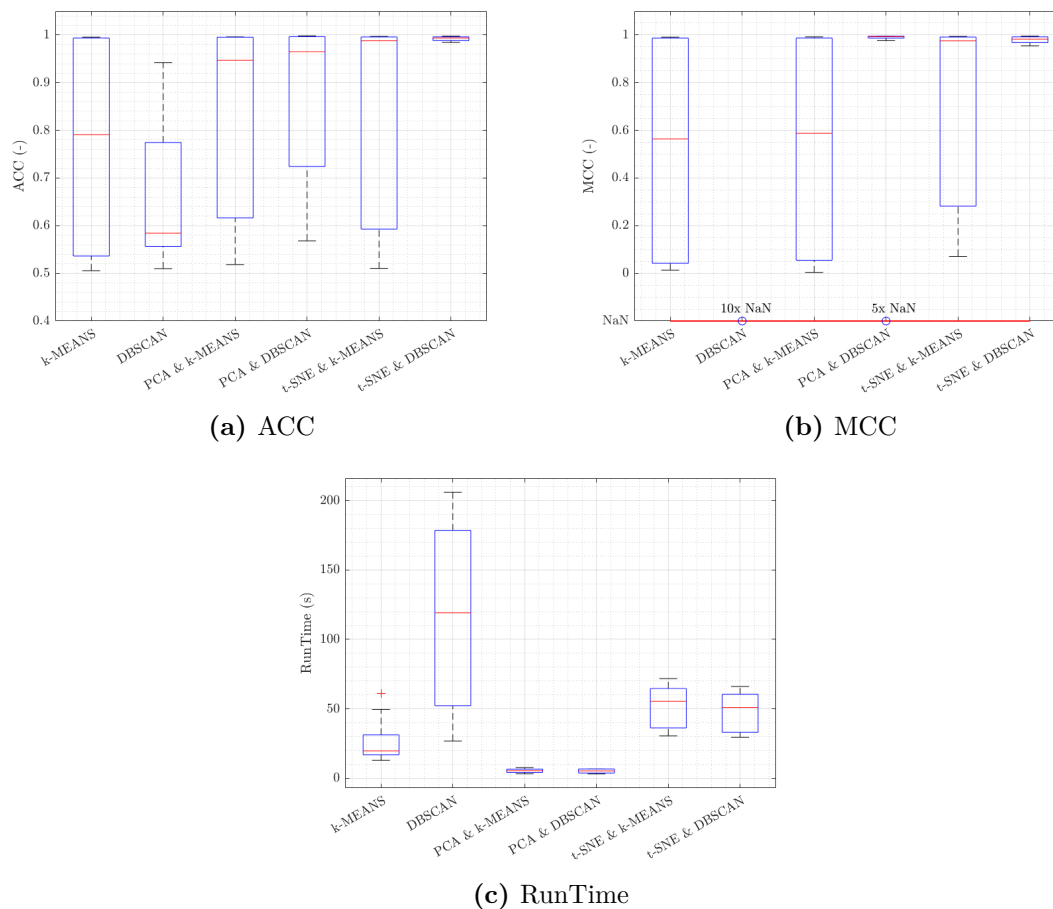 1
0.9
0.8
0.7
0.6
0.5
0.4
ACC (-)
k-MEANS
DBSCAN
PCA & k-MEANS
PCA & DBSCAN
t-SNE & k-MEANS
t-SNE & DBSCAN
(a) ACC
1
0.8
0.6
0.4
0.2
0
NaN
MCC (-)
10x NaN
5x NaN
k-MEANS
DBSCAN
PCA & k-MEANS
PCA & DBSCAN
t-SNE & k-MEANS
t-SNE & DBSCAN
(b) MCC
200
150
100
50
0
RunTime (s)
k-MEANS
DBSCAN
PCA & k-MEANS
PCA & DBSCAN
t-SNE & k-MEANS
t-SNE & DBSCAN
(c) RunTime